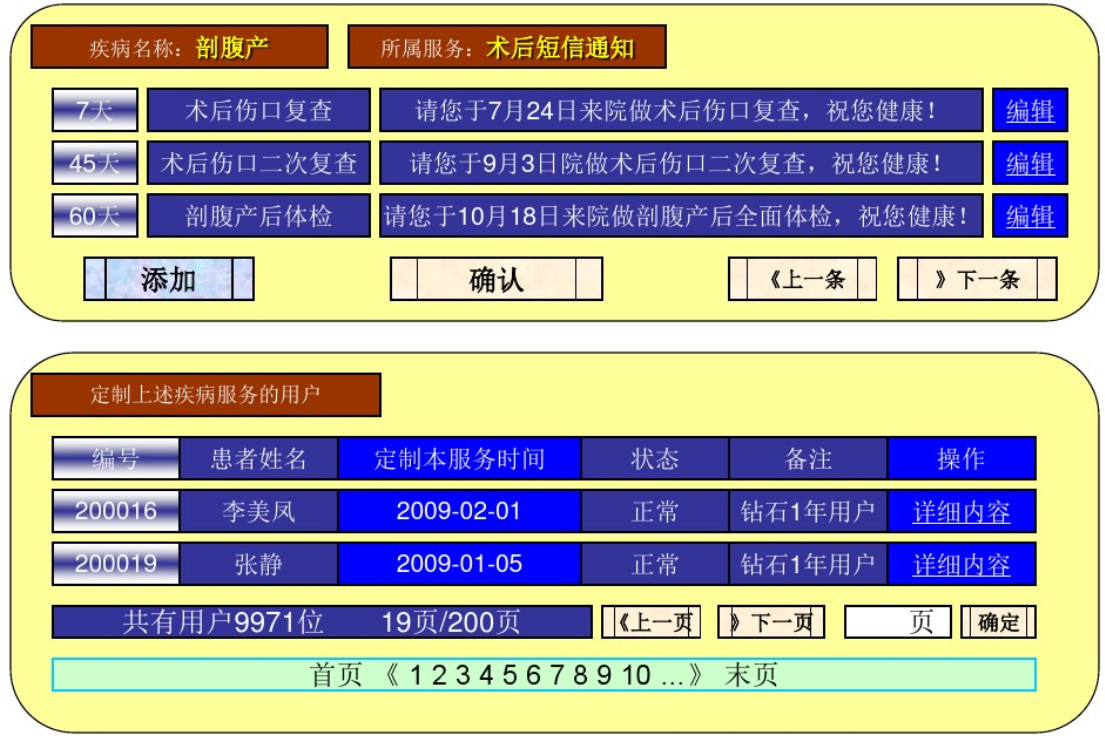 疾病名称：剖腹产 所属服务：术后短信通知
7天 术后伤口复查 请您于7月24日来院做术后伤口复查，祝您健康！ 编辑
45天 术后伤口二次复查 请您于9月3日院做术后伤口二次复查，祝您健康！ 编辑
60天 剖腹产后体检 请您于10月18日来院做剖腹产后全面体检，祝您健康！ 编辑
添加 确认 《上一条 》下一条
定制上述疾病服务的用户
编号 患者姓名 定制本服务时间 状态 备注 操作
200016 李美凤 2009-02-01 正常 钻石1年用户 详细内容
200019 张静 2009-01-05 正常 钻石1年用户 详细内容
共有用户9971位 19页/200页 《上一页 》下一页 页 确定
首页 《 1 2 3 4 5 6 7 8 9 10 …》 末页